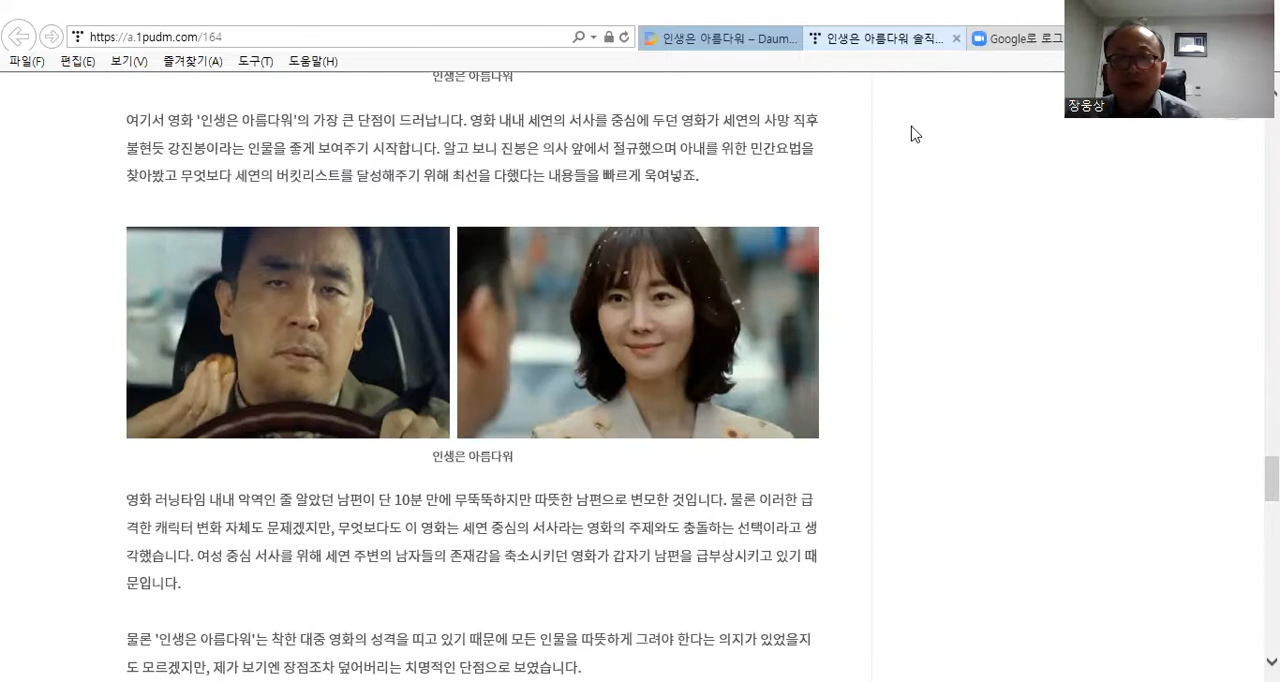 https://a.1pudm.com/164
인생은 아름다워 – Daum...
인생은 아름다워 솔직...
Google로 로그
파일(F) 편집(E) 보기(V) 즐겨찾기(A) 도구(T) 도움말(H)
장웅상
인생은 아름다워
여기서 영화 '인생은 아름다워'의 가장 큰 단점이 드러납니다. 영화 내내 세연의 서사를 중심에 두던 영화가 세연의 사망 직후
불현듯 강진봉이라는 인물을 좋게 보여주기 시작합니다. 알고 보니 진봉은 의사 앞에서 절규했으며 아내를 위한 민간요법을
찾아봤고 무엇보다 세연의 버킷리스트를 달성해주기 위해 최선을 다했다는 내용들을 빠르게 욱여넣죠.
인생은 아름다워
영화 러닝타임 내내 악역인 줄 알았던 남편이 단 10분 만에 무뚝뚝하지만 따뜻한 남편으로 변모한 것입니다. 물론 이러한 급
격한 캐릭터 변화 자체도 문제겠지만, 무엇보다도 이 영화는 세연 중심의 서사라는 영화의 주제와도 충돌하는 선택이라고 생
각했습니다. 여성 중심 서사를 위해 세연 주변의 남자들의 존재감을 축소시키던 영화가 갑자기 남편을 급부상시키고 있기 때
문입니다.
물론 '인생은 아름다워'는 착한 대중 영화의 성격을 띠고 있기 때문에 모든 인물을 따뜻하게 그려야 한다는 의지가 있었을지
도 모르겠지만, 제가 보기엔 장점조차 덮어버리는 치명적인 단점으로 보였습니다.